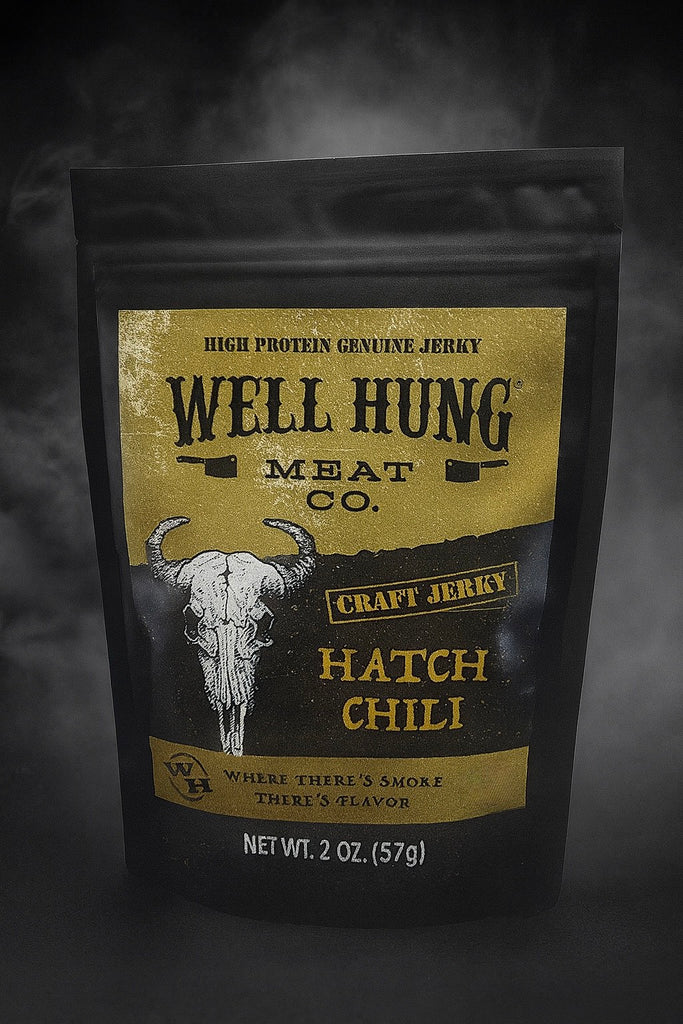 HIGH PROTEIN GENUINE JERKY
WELL HUNG®
MEAT
CO.
CRAFT JERKY
HATCH
CHILI
WH
WHERE THERE'S SMOKE
THERE'S FLAVOR
NET WT. 2 OZ. (57g)